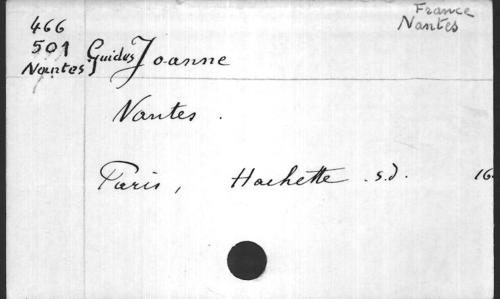 France
Nantes
466
501
Nantes
Guides Joanne
Nantes.
Paris, Hachette. s.d. 16